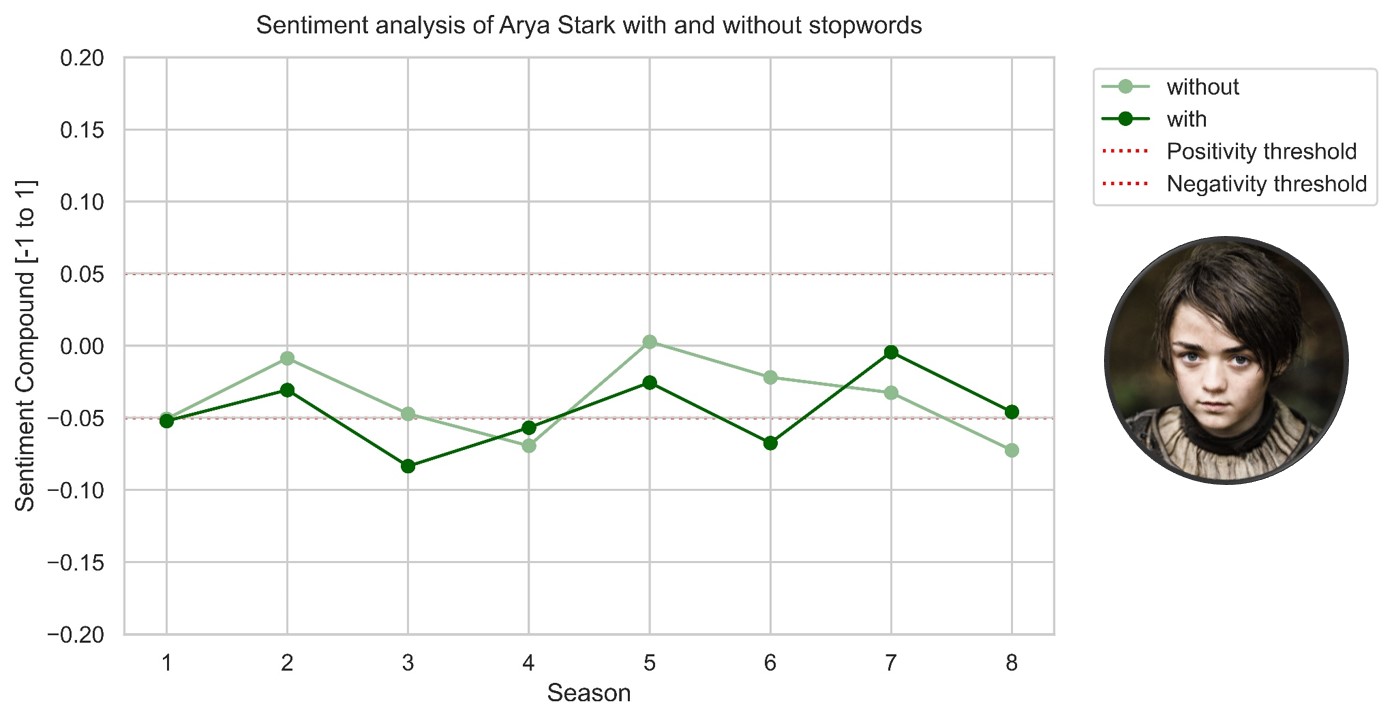 Sentiment analysis of Arya Stark with and without stopwords
Sentiment Compound [-1 to 1]
0.20
0.15
0.10
0.05
0.00
−0.05
−0.10
−0.15
−0.20
1 2 3 4 5 6 7 8
Season
without
with
Positivity threshold
Negativity threshold